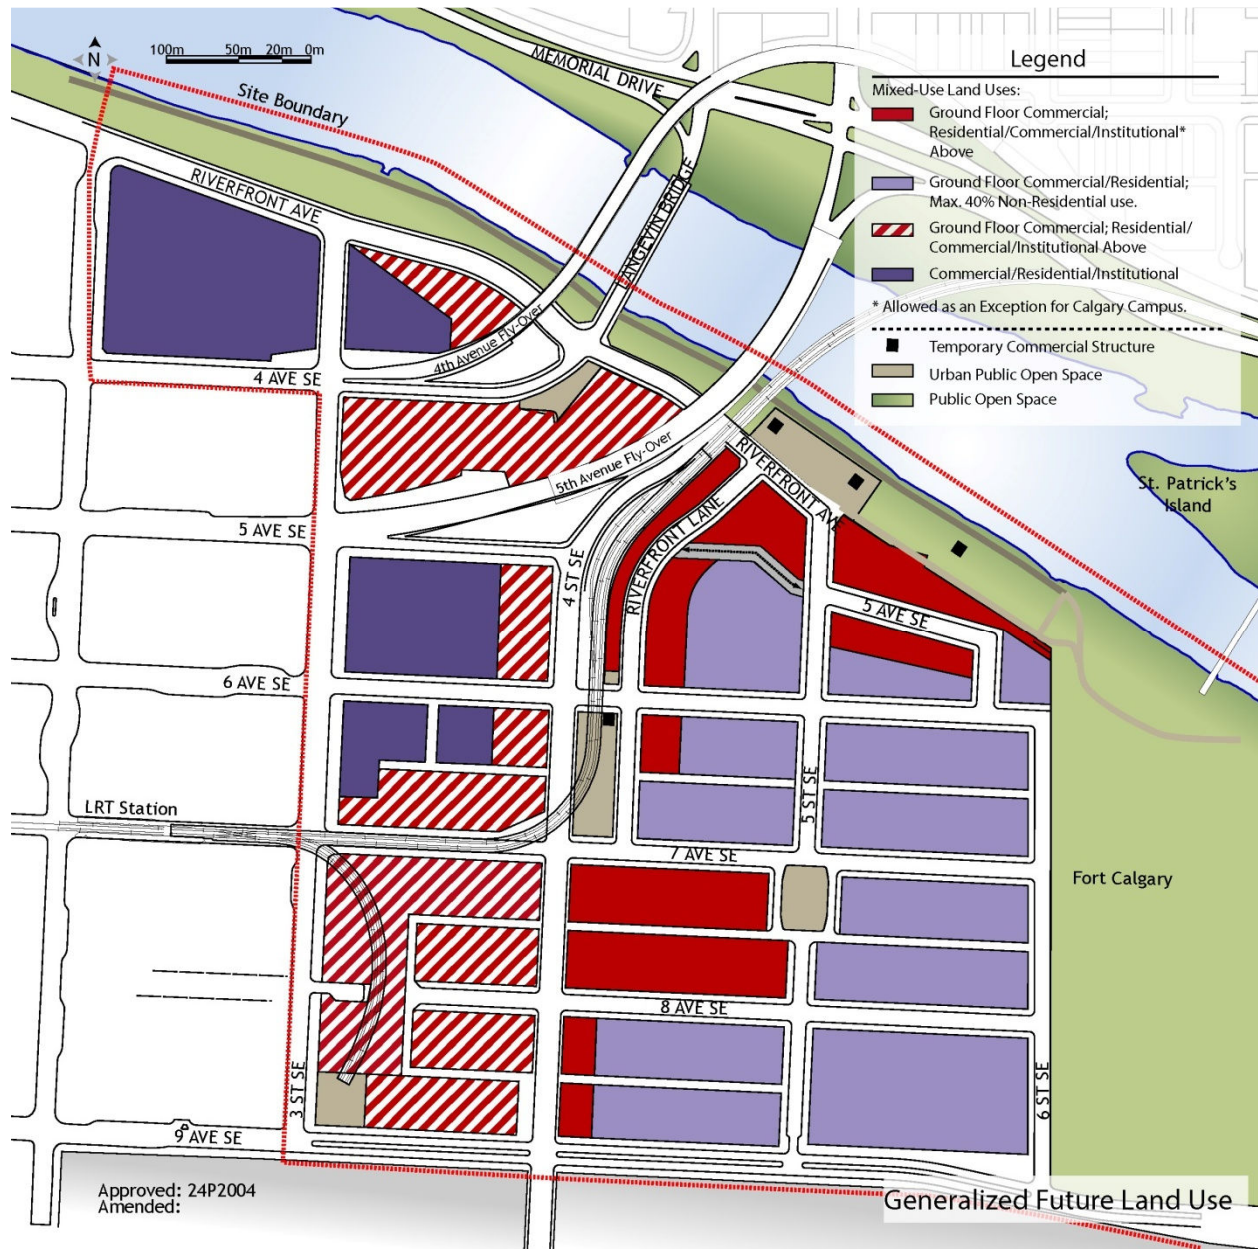 N
100m 50m 20m 0m
MEMORIAL DRIVE
Site Boundary
Legend
Mixed-Use Land Uses:
Ground Floor Commercial;
Residential/Commercial/Institutional*
Above
Ground Floor Commercial/Residential;
Max. 40% Non-Residential use.
Ground Floor Commercial; Residential/
Commercial/Institutional Above
Commercial/Residential/Institutional
* Allowed as an Exception for Calgary Campus.
Temporary Commercial Structure
Urban Public Open Space
Public Open Space
RIVERFRONT AVE
LANGEVIN BRIDGE
4th Avenue Fly-Over
4 AVE SE
5th Avenue Fly-Over
RIVERFRONT AVE
St. Patrick's
Island
5 AVE SE
4 ST SE
RIVERFRONT LANE
5 AVE SE
6 AVE SE
LRT Station
5 ST SE
7 AVE SE
Fort Calgary
8 AVE SE
3 ST SE
6 ST SE
9 AVE SE
Approved: 24P2004
Amended:
Generalized Future Land Use